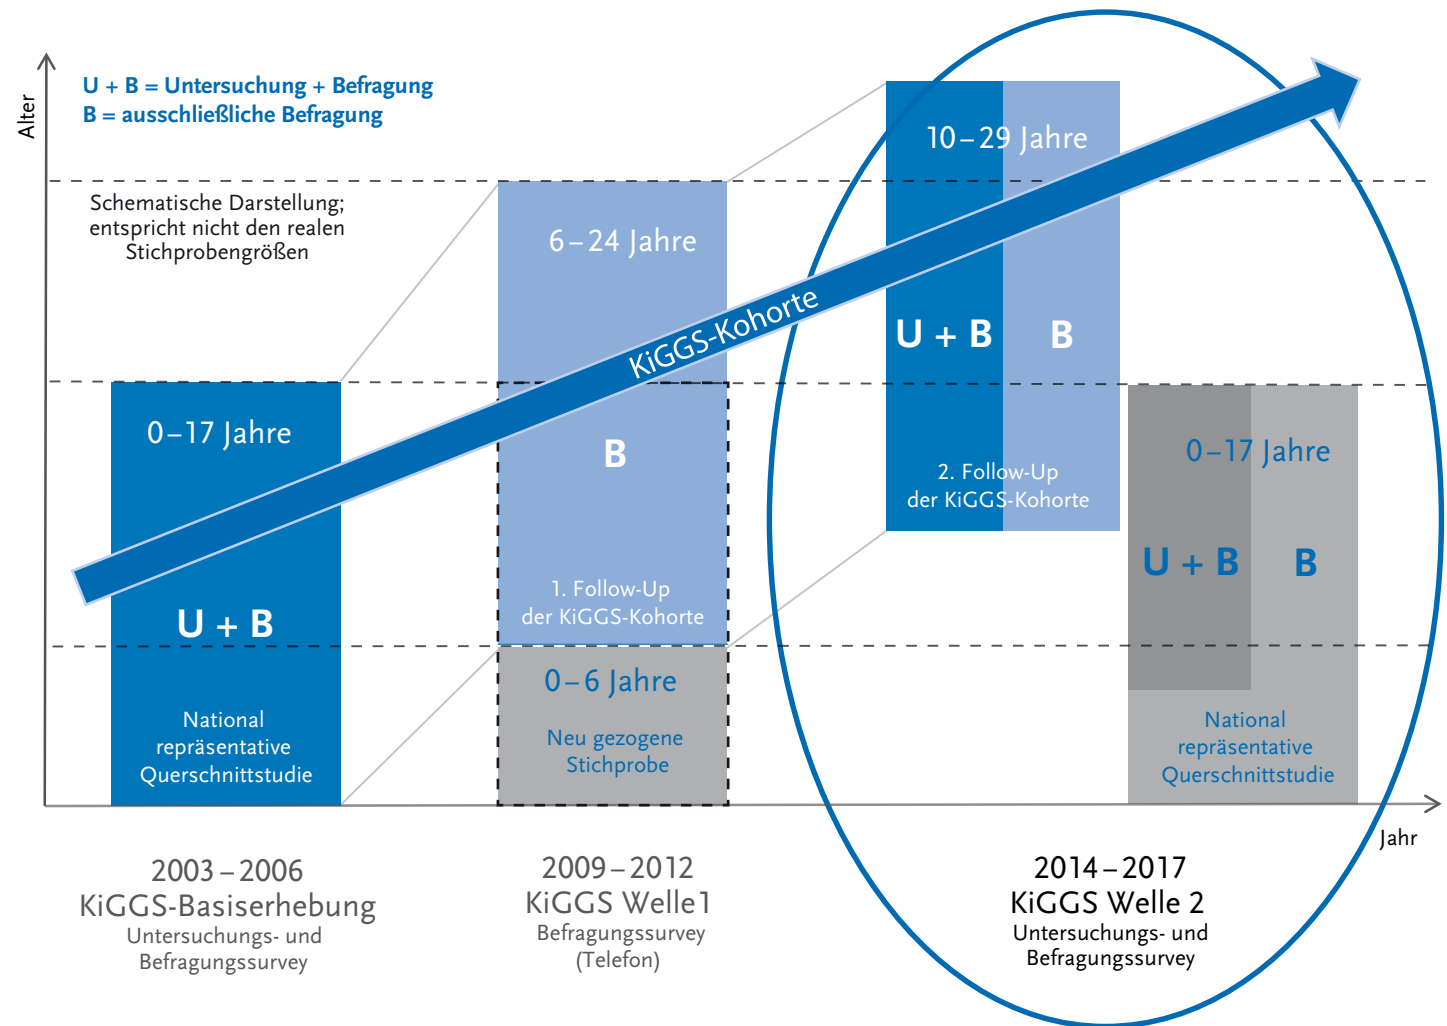 Alter
U + B = Untersuchung + Befragung
B = ausschließliche Befragung
Schematische Darstellung;
entspricht nicht den realen
Stichprobengrößen
KiGGS-Kohorte
0–17 Jahre
U + B
National
repräsentative
Querschnittstudie
6–24 Jahre
B
1. Follow-Up
der KiGGS-Kohorte
0–6 Jahre
Neu gezogene
Stichprobe
10–29 Jahre
U + B
B
2. Follow-Up
der KiGGS-Kohorte
0–17 Jahre
U + B
B
National
repräsentative
Querschnittstudie
Jahr
2003–2006
KiGGS-Basiserhebung
Untersuchungs- und
Befragungssurvey
2009–2012
KiGGS Welle1
Befragungssurvey
(Telefon)
2014–2017
KiGGS Welle 2
Untersuchungs- und
Befragungssurvey